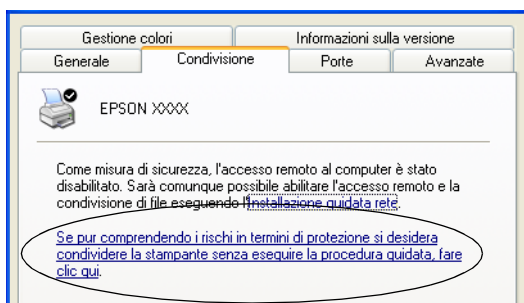 Gestione colori Informazioni sulla versione
Generale Condivisione Porte Avanzate
EPSON XXXX
Come misura di sicurezza, l'accesso remoto al computer è stato
disabilitato. Sarà comunque possibile abilitare l'accesso remoto e la
condivisione di file eseguendo l'Installazione guidata rete.
Se pur comprendendo i rischi in termini di protezione si desidera
condividere la stampante senza eseguire la procedura guidata, fare
clic qui.